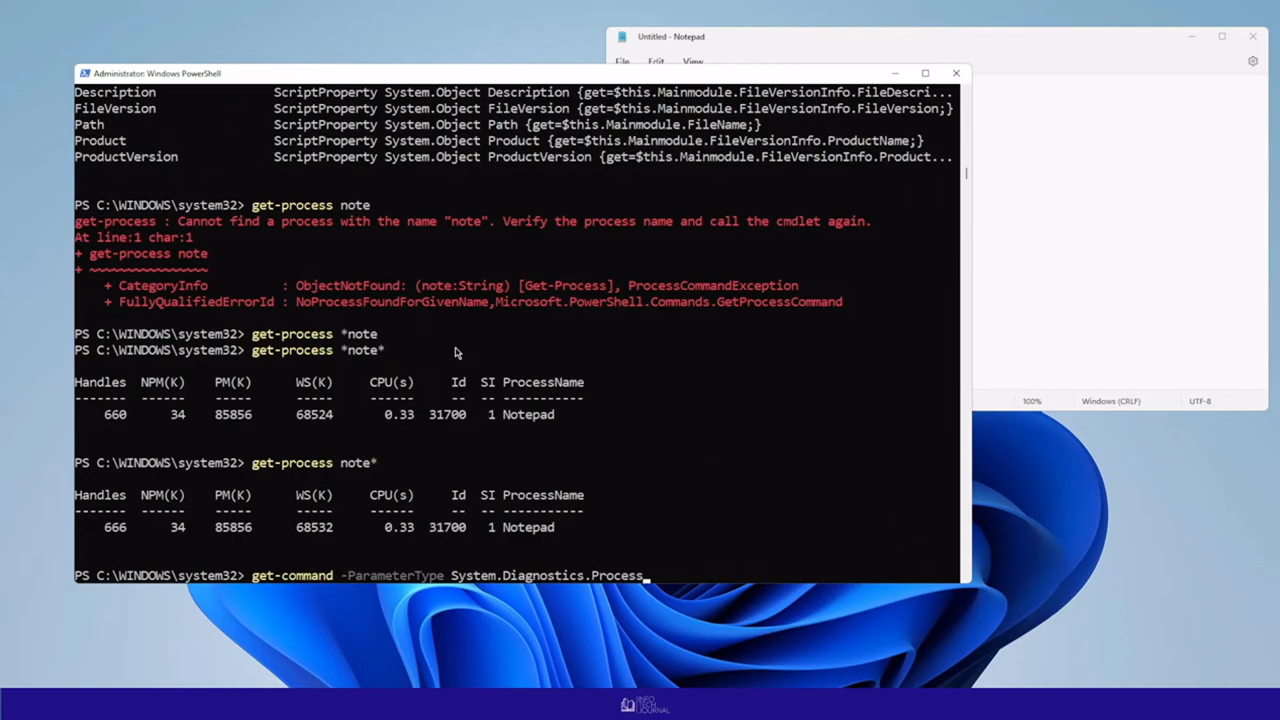 Untitled - Notepad
File Edit View
Administrator: Windows PowerShell
Description ScriptProperty System.Object Description {get=$this.Mainmodule.FileVersionInfo.FileDescri...
FileVersion ScriptProperty System.Object FileVersion {get=$this.Mainmodule.FileVersionInfo.FileVersion;}
Path ScriptProperty System.Object Path {get=$this.Mainmodule.FileName;}
Product ScriptProperty System.Object Product {get=$this.Mainmodule.FileVersionInfo.ProductName;}
ProductVersion ScriptProperty System.Object ProductVersion {get=$this.Mainmodule.FileVersionInfo.Product...
PS C:\WINDOWS\system32> get-process note
get-process : Cannot find a process with the name "note". Verify the process name and call the cmdlet again.
At line:1 char:1
+ get-process note
+ ~~~~~~~~~~~~~~~~
+ CategoryInfo : ObjectNotFound: (note:String) [Get-Process], ProcessCommandException
+ FullyQualifiedErrorId : NoProcessFoundForGivenName,Microsoft.PowerShell.Commands.GetProcessCommand
PS C:\WINDOWS\system32> get-process *note
PS C:\WINDOWS\system32> get-process *note*
Handles NPM(K) PM(K) WS(K) CPU(s) Id SI ProcessName
------- ------ ----- ----- ------ -- -- -----------
660 34 85856 68524 0.33 31700 1 Notepad
PS C:\WINDOWS\system32> get-process note*
Handles NPM(K) PM(K) WS(K) CPU(s) Id SI ProcessName
------- ------ ----- ----- ------ -- -- -----------
666 34 85856 68532 0.33 31700 1 Notepad
PS C:\WINDOWS\system32> get-command -ParameterType System.Diagnostics.Process
100% Windows (CRLF) UTF-8
INFO
TECH
JOURNAL